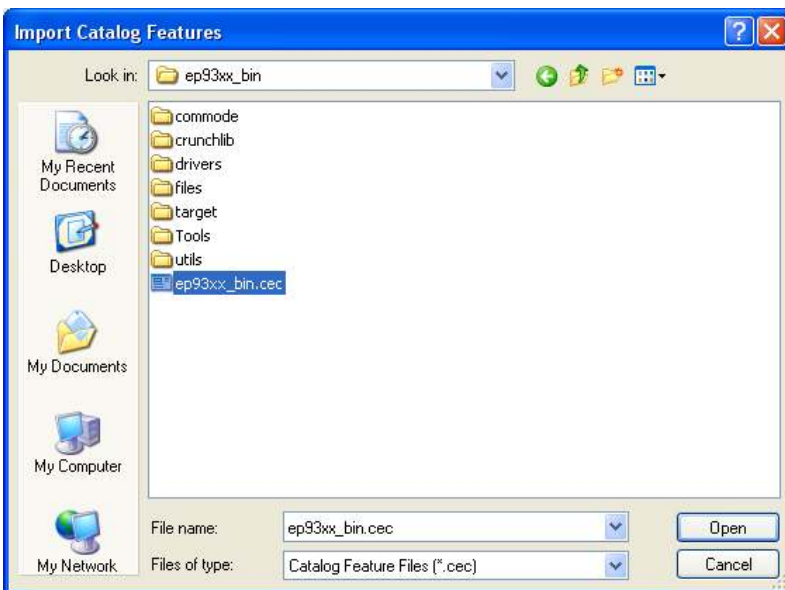 Import Catalog Features
Look in: ep93xx_bin
commode
crunchlib
drivers
files
target
Tools
utils
ep93xx_bin.cec
My Recent
Documents
Desktop
My Documents
My Computer
My Network
File name: ep93xx_bin.cec Open
Files of type: Catalog Feature Files (*.cec) Cancel